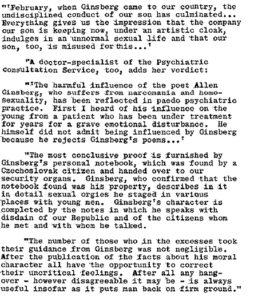 "'February, when Ginsberg came to our country, the
undisciplined conduct of our son has culminated...
Everything gives us the impression that the company
our son is keeping now, under an artistic cloak,
indulges in an unnormal sexual life and that our
son, too, is misused for this...'
"A doctor-specialist of the Psychiatric
Consultation Service, too, adds her verdict:
"'The harmful influence of the poet Allen
Ginsberg, who suffers from narcomania and homo-
sexuality, has been reflected in paedo psychiatric
practice. First I heard of his influence on the
young from a patient who has been under treatment
for years for a grave emotional disturbance. He
himself did not admit being influenced by Ginsberg
because he rejects Ginsberg's poems...'
"The most conclusive proof is furnished by
Ginsberg's personal notebook, which was found by a
Czechoslovak citizen and handed over to our
security organs. Ginsberg, who confirmed that the
notebook found was his property, describes in it
in detail sexual orgies he staged in various
places with young men. Ginsberg's character is
completed by the notes in which he speaks with
disdain of our Republic and of the citizens whom
he met and with whom he talked.
"The number of those who in the excesses took
their guidance from Ginsberg was not negligible.
After the publication of the facts about his moral
character all have the opportunity to correct
their uncritical feelings. After all any hang-
over - however disagreeable it may be - is always
useful insofar as it puts man back on firm ground."